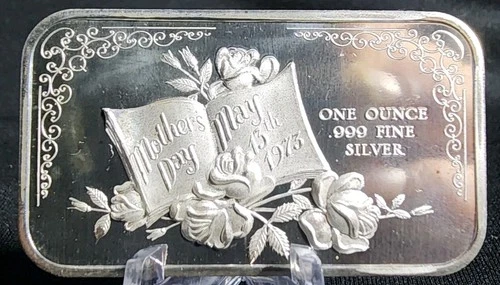 Mother's
Day
May
13th
1973
ONE OUNCE
.999 FINE
SILVER